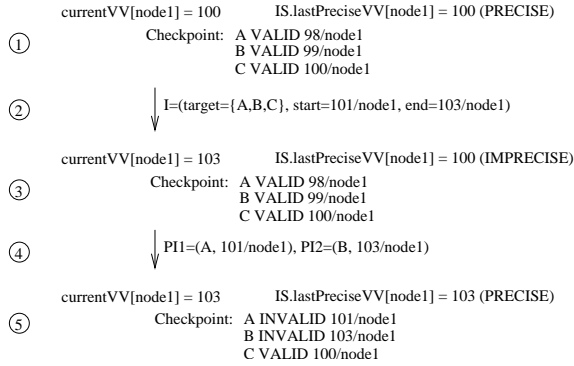 currentVV[node1] = 100 IS.lastPreciseVV[node1] = 100 (PRECISE)
1 Checkpoint: A VALID 98/node1
B VALID 99/node1
C VALID 100/node1
2 I=(target={A,B,C}, start=101/node1, end=103/node1)
currentVV[node1] = 103 IS.lastPreciseVV[node1] = 100 (IMPRECISE)
3 Checkpoint: A VALID 98/node1
B VALID 99/node1
C VALID 100/node1
4 PI1=(A, 101/node1), PI2=(B, 103/node1)
currentVV[node1] = 103 IS.lastPreciseVV[node1] = 103 (PRECISE)
5 Checkpoint: A INVALID 101/node1
B INVALID 103/node1
C VALID 100/node1